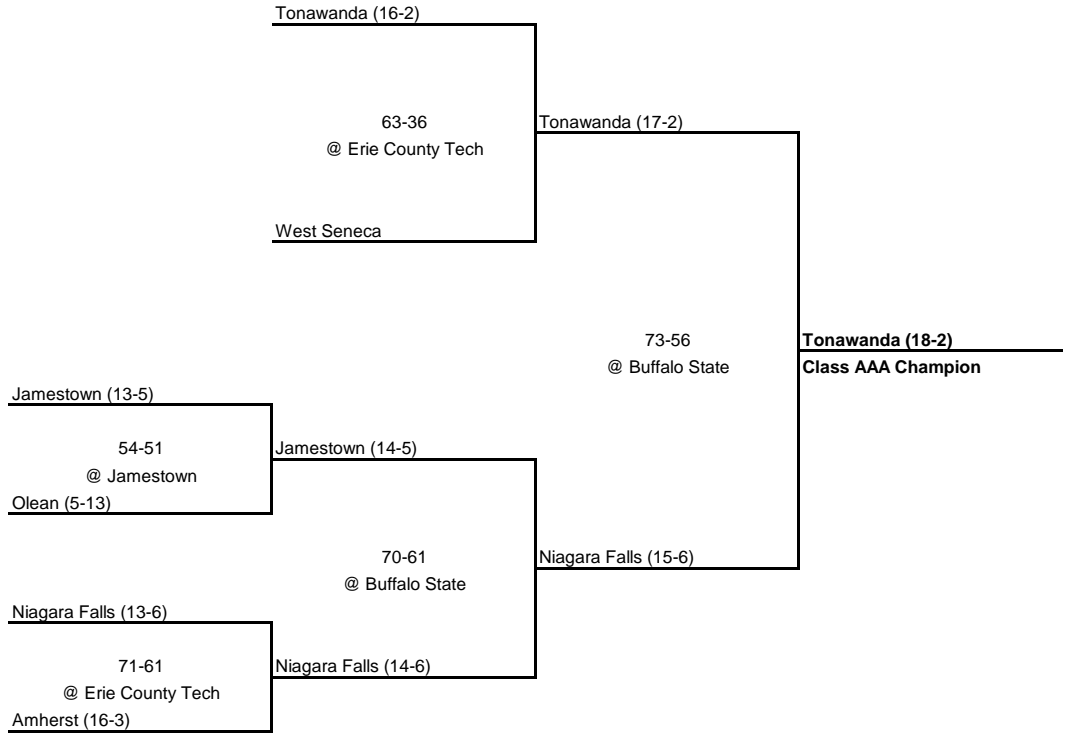 Tonawanda (16-2)
63-36
@ Erie County Tech
Tonawanda (17-2)
West Seneca
73-56
@ Buffalo State
Tonawanda (18-2)
Class AAA Champion
Jamestown (13-5)
54-51
@ Jamestown
Jamestown (14-5)
Olean (5-13)
70-61
@ Buffalo State
Niagara Falls (15-6)
Niagara Falls (13-6)
71-61
@ Erie County Tech
Niagara Falls (14-6)
Amherst (16-3)